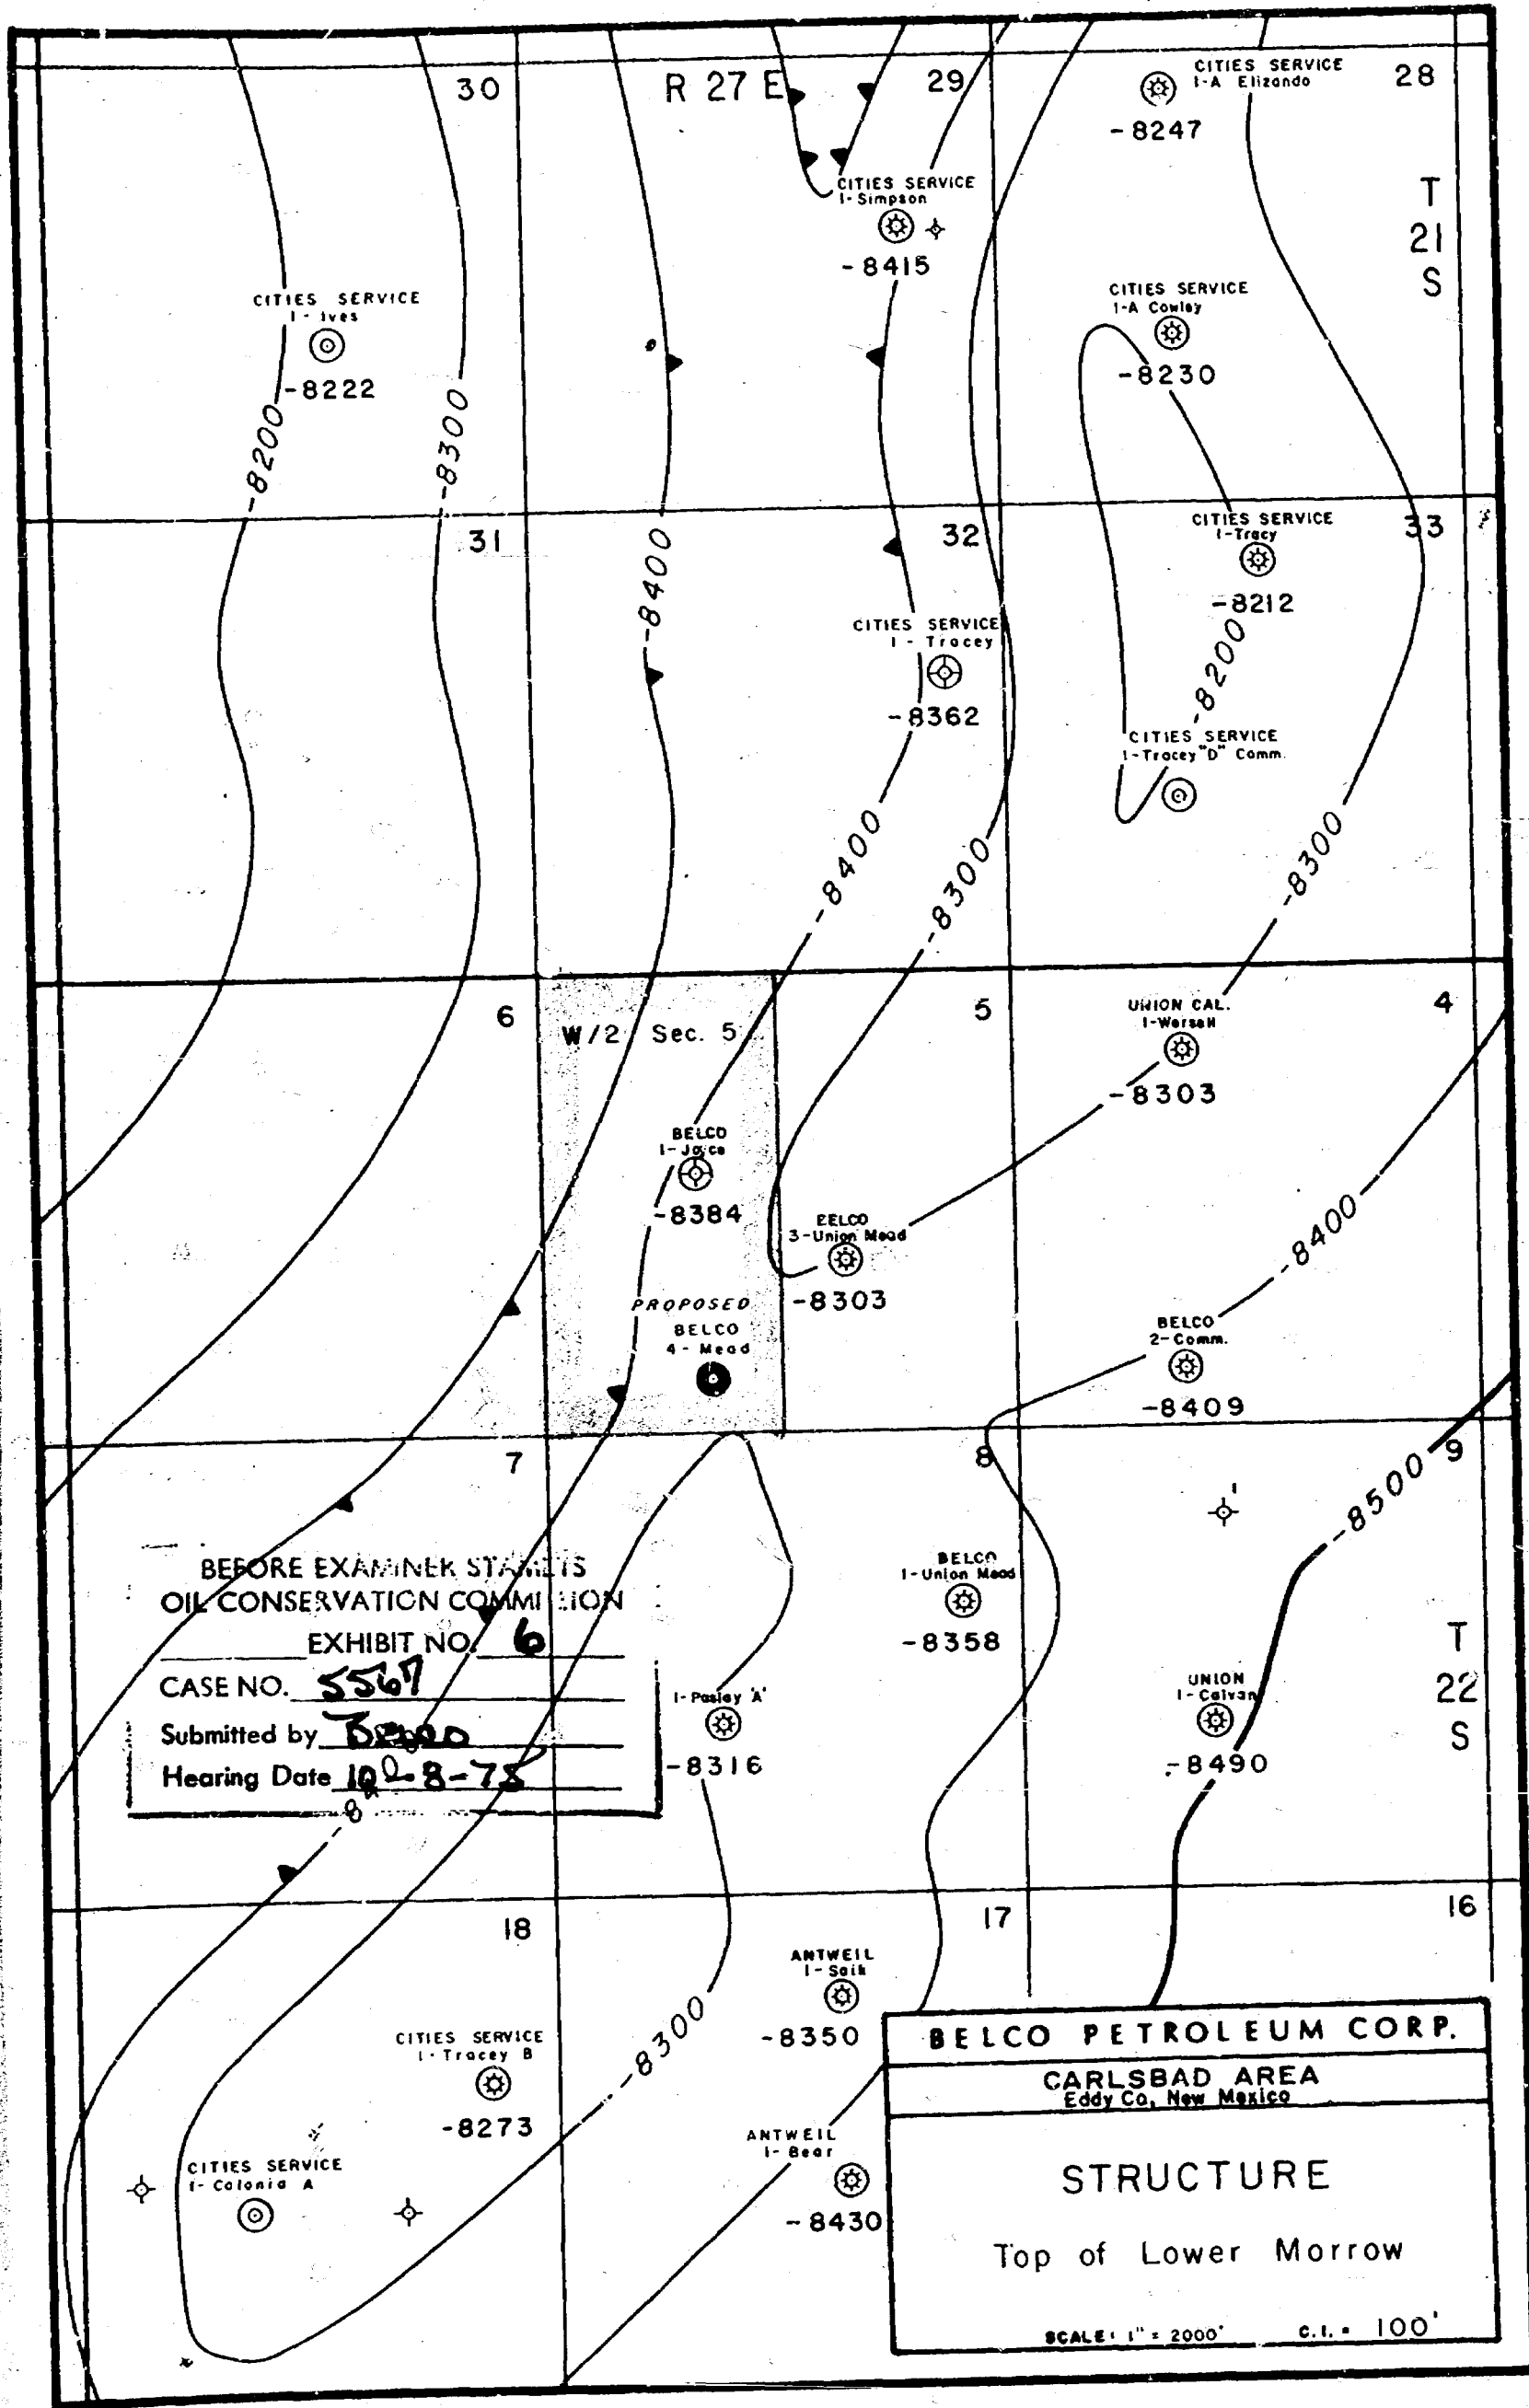 30
R 27 E
29
CITIES SERVICE
1-A Elizondo
-8247
28
T
21
S
CITIES SERVICE
1-Simpson
-8415
CITIES SERVICE
1- Ives
-8222
CITIES SERVICE
1-A Cowley
-8230
-8200
-8300
31
-8400
32
CITIES SERVICE
1-Tracy
-8212
33
CITIES SERVICE
1 - Tracey
-8362
-8200
CITIES SERVICE
1-Tracey "D" Comm.
-8400
-8300
-8300
6
W/2 Sec. 5
5
UNION CAL.
-8303
4
BELCO
1- Joyce
-8384
BELCO
3-Union Mead
-8303
-8400
PROPOSED
BELCO
4- Mead
BELCO
2-Comm.
-8409
7
8
9
-8500
BEFORE EXAMINER STAMETS
OIL CONSERVATION COMMISSION
EXHIBIT NO. 6
CASE NO. 5567
Submitted by Belco
Hearing Date 10-8-75
BELCO
1-Union Mead
-8358
1-Pasley 'A'
-8316
UNION
1-Calvan
-8490
T
22
S
18
17
16
ANTWEIL
-8350
-8300
CITIES SERVICE
1-Tracey B
-8273
CITIES SERVICE
1- Colonia A
ANTWEIL
1- Bear
-8430
BELCO PETROLEUM CORP.
CARLSBAD AREA
Eddy Co, New Mexico
STRUCTURE
Top of Lower Morrow
SCALE: 1" = 2000' C.I. = 100'